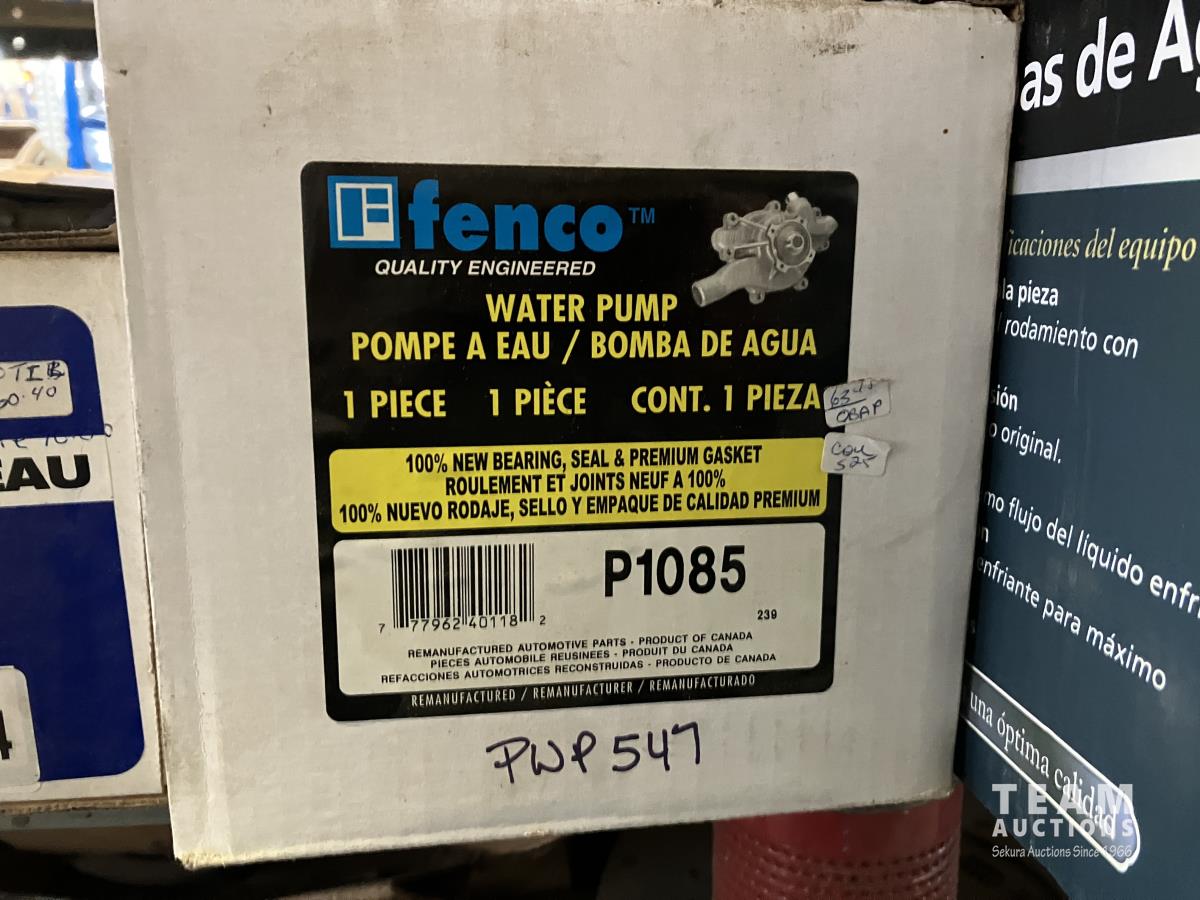 fenco™
QUALITY ENGINEERED
WATER PUMP
POMPE A EAU / BOMBA DE AGUA
1 PIECE 1 PIÈCE CONT. 1 PIEZA
OBAP
100% NEW BEARING, SEAL & PREMIUM GASKET
ROULEMENT ET JOINTS NEUF A 100%
100% NUEVO RODAJE, SELLO Y EMPAQUE DE CALIDAD PREMIUM
P1085
7 77962 40118 2
239
REMANUFACTURED AUTOMOTIVE PARTS - PRODUCT OF CANADA
PIECES AUTOMOBILE REUSINEES - PRODUIT DU CANADA
REFACCIONES AUTOMOTRICES RECONSTRUIDAS - PRODUCTO DE CANADA
REMANUFACTURED / REMANUFACTURER / REMANUFACTURADO
PWP547
EAU
as de A
ficaciones del equipo
la pieza
rodamiento con
sión
o original.
mo flujo del líquido enfri
n
enfriante para máximo
una óptima calidad
TEAM
AUCTIONS
Sekura Auctions Since 1966